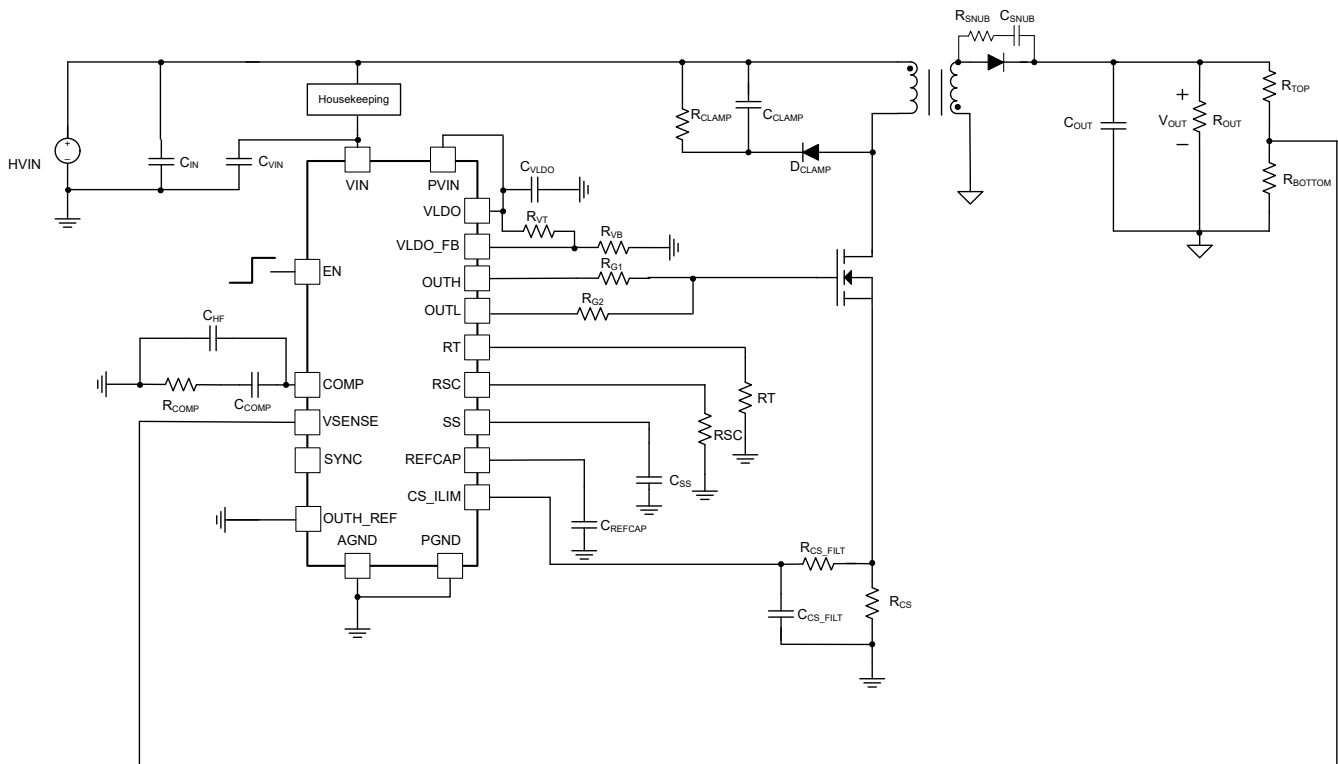 RSNUB
CSNUB
Housekeeping
RCLAMP
CCLAMP
RTOP
HVIN
+
–
CIN
CVIN
VIN
PVIN
CVLDO
DCLAMP
COUT
+
VOUT
–
ROUT
RBOTTOM
VLDO
RVT
VLDO_FB
RVB
EN
OUTH
RG1
OUTL
RG2
CHF
RT
RT
COMP
RSC
RSC
RCOMP
CCOMP
VSENSE
SS
CSS
SYNC
REFCAP
CREFCAP
CS_ILIM
OUTH_REF
AGND
PGND
RCS_FILT
CCS_FILT
RCS